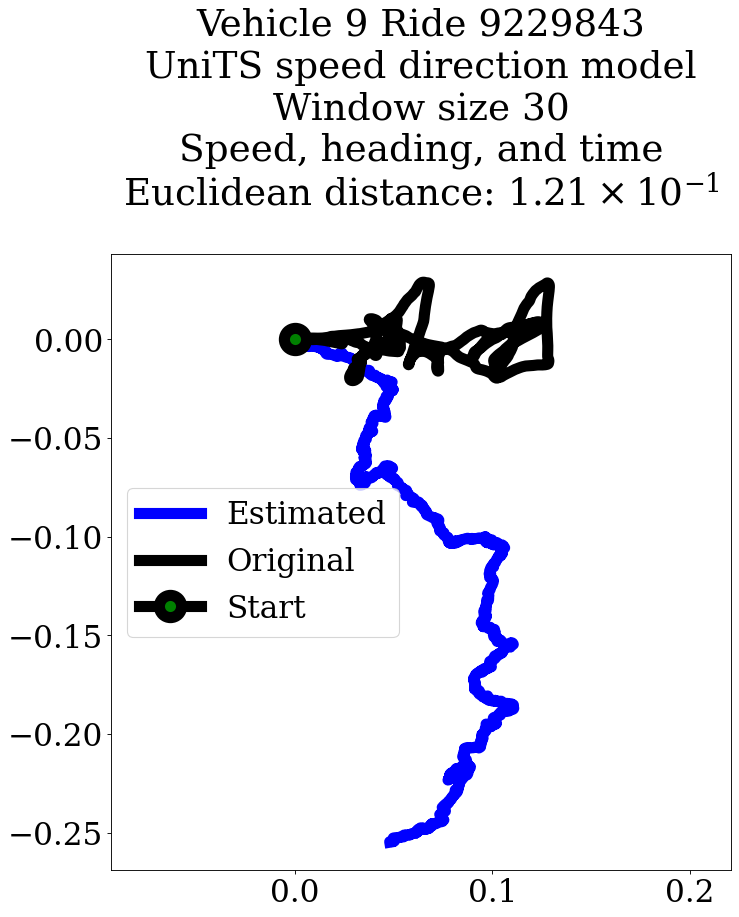 Vehicle 9 Ride 9229843
UniTS speed direction model
Window size 30
Speed, heading, and time
Euclidean distance: 1.21 × 10⁻¹
0.00
−0.05
−0.10
−0.15
−0.20
−0.25
Estimated
Original
Start
0.0
0.1
0.2